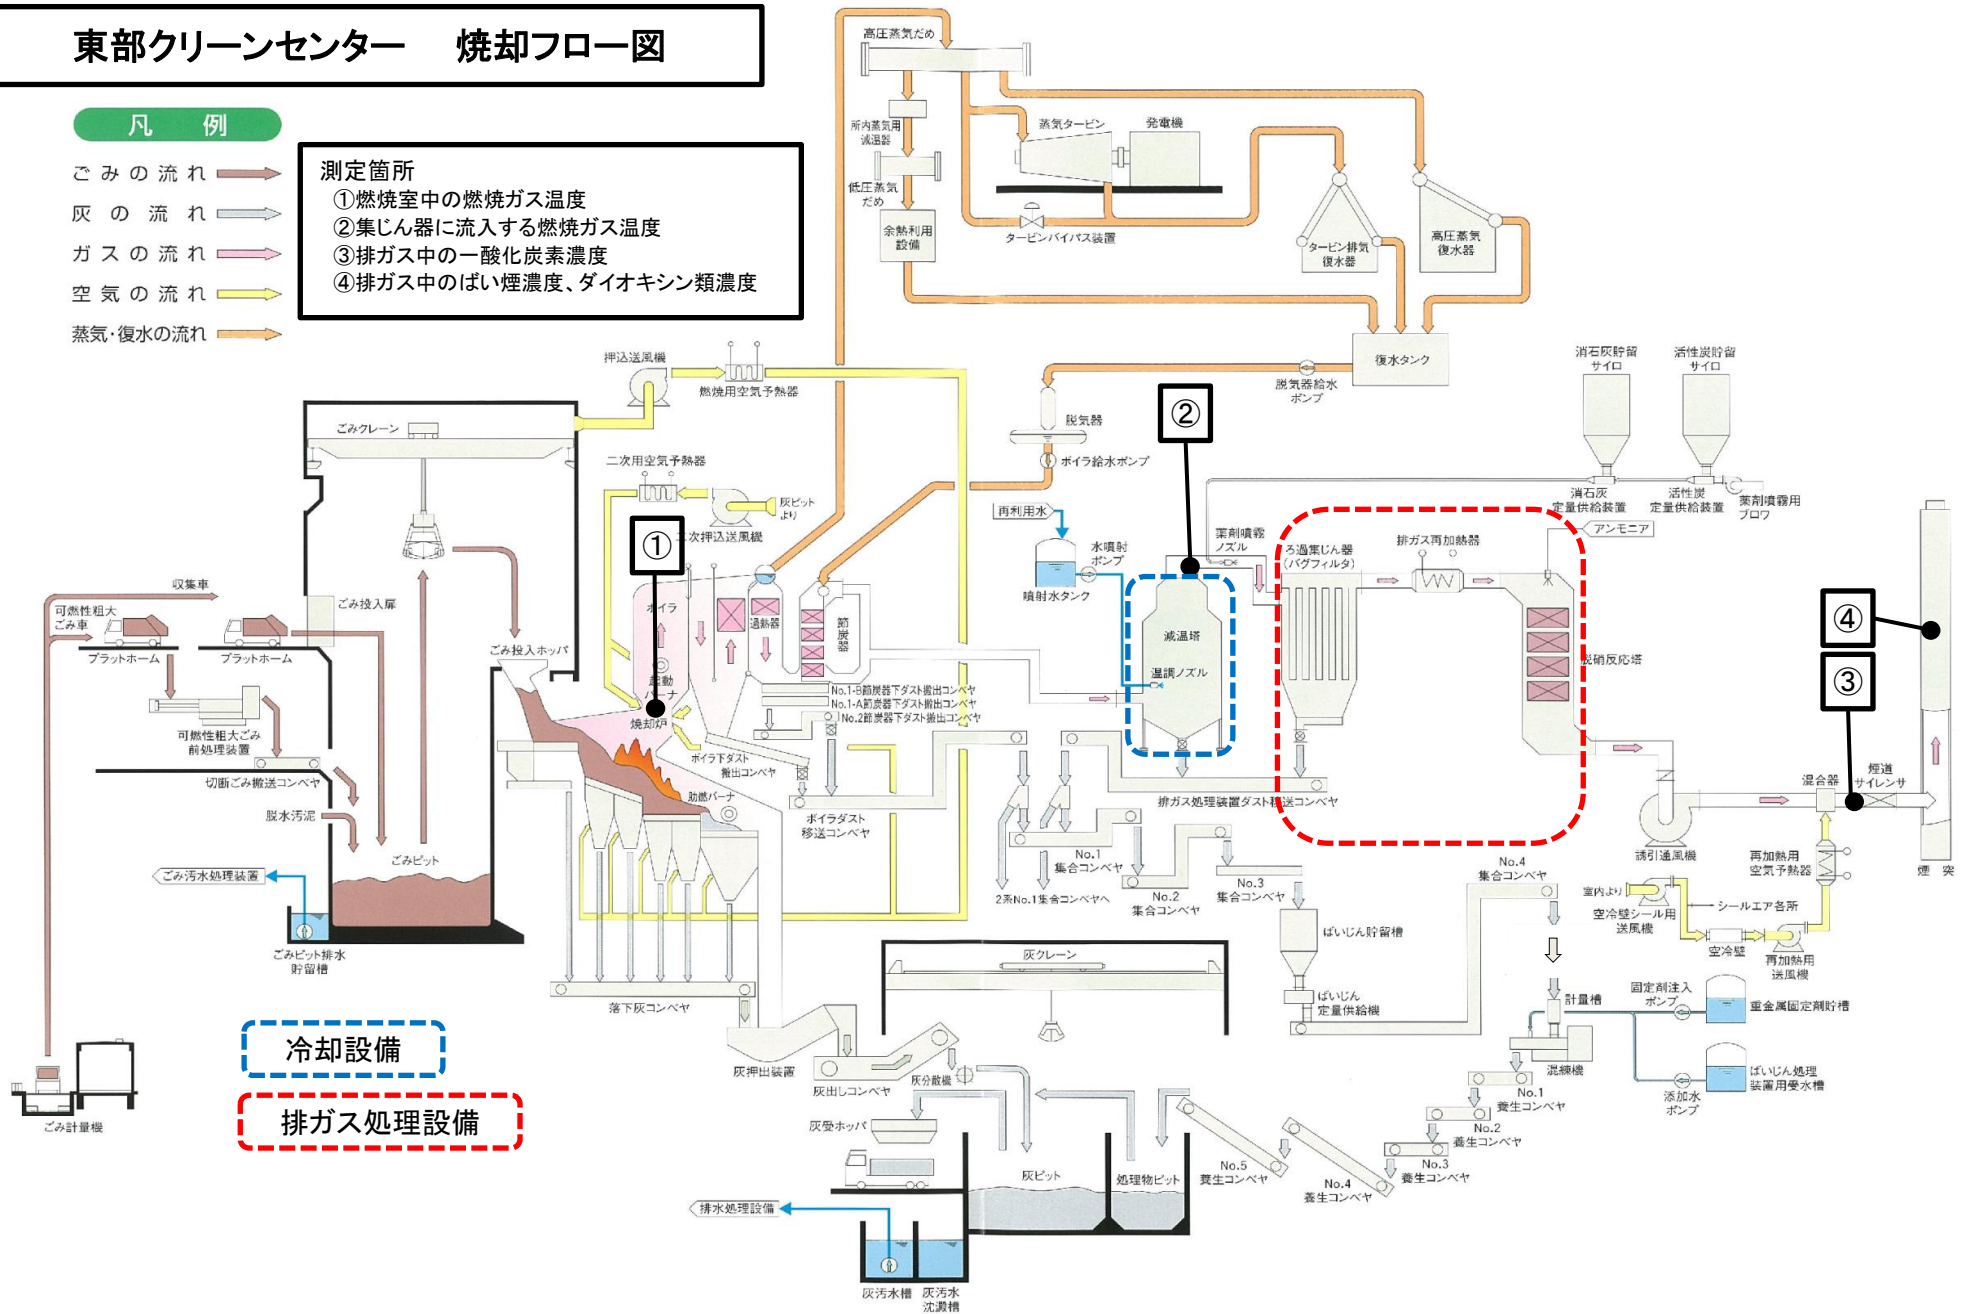 東部クリーンセンター　焼却フロー図
凡　例
ごみの流れ
灰の流れ
ガスの流れ
空気の流れ
蒸気・復水の流れ
測定箇所
①燃焼室中の燃焼ガス温度
②集じん器に流入する燃焼ガス温度
③排ガス中の一酸化炭素濃度
④排ガス中のばい煙濃度、ダイオキシン類濃度
高圧蒸気だめ
所内蒸気用
減温器
低圧蒸気
だめ
余熱利用
設備
蒸気タービン
発電機
タービンバイパス装置
タービン排気
復水器
高圧蒸気
復水器
復水タンク
脱気器給水
ポンプ
脱気器
ボイラ給水ポンプ
押込送風機
燃焼用空気予熱器
二次用空気予熱器
灰ピット
より
二次押込送風機
①
②
③
④
ごみクレーン
ごみ投入扉
収集車
可燃性粗大
ごみ車
プラットホーム
プラットホーム
可燃性粗大ごみ
前処理装置
切断ごみ搬送コンベヤ
脱水汚泥
ごみピット
ごみ汚水処理装置
ごみピット排水
貯留槽
ごみ計量機
ごみ投入ホッパ
ボイラ
過熱器
節炭器
起動
バーナ
焼却炉
助燃バーナ
No.1-B節炭器下ダスト搬出コンベヤ
No.1-A節炭器下ダスト搬出コンベヤ
No.2節炭器下ダスト搬出コンベヤ
ボイラ下ダスト
搬出コンベヤ
ボイラダスト
移送コンベヤ
落下灰コンベヤ
灰押出装置
灰出しコンベヤ
灰分散機
灰受ホッパ
灰クレーン
灰ピット
処理物ピット
排水処理設備
灰汚水槽
灰汚水
沈澱槽
再利用水
水噴射
ポンプ
噴射水タンク
薬剤噴霧
ノズル
減温塔
温調ノズル
ろ過集じん器
(バグフィルタ)
排ガス再加熱器
アンモニア
脱硝反応塔
消石灰貯留
サイロ
活性炭貯留
サイロ
消石灰
定量供給装置
活性炭
定量供給装置
薬剤噴霧用
ブロワ
排ガス処理装置ダスト移送コンベヤ
No.1
集合コンベヤ
2系No.1集合コンベヤへ
No.2
集合コンベヤ
No.3
集合コンベヤ
No.4
集合コンベヤ
ばいじん貯留槽
ばいじん
定量供給機
誘引通風機
混合器
煙道
サイレンサ
煙　突
再加熱用
空気予熱器
室内より
空冷壁シール用
送風機
シールエア各所
空冷壁
再加熱用
送風機
計量槽
固定剤注入
ポンプ
重金属固定剤貯槽
混練機
添加水
ポンプ
ばいじん処理
装置用受水槽
No.1
養生コンベヤ
No.2
養生コンベヤ
No.3
養生コンベヤ
No.4
養生コンベヤ
No.5
養生コンベヤ
冷却設備
排ガス処理設備